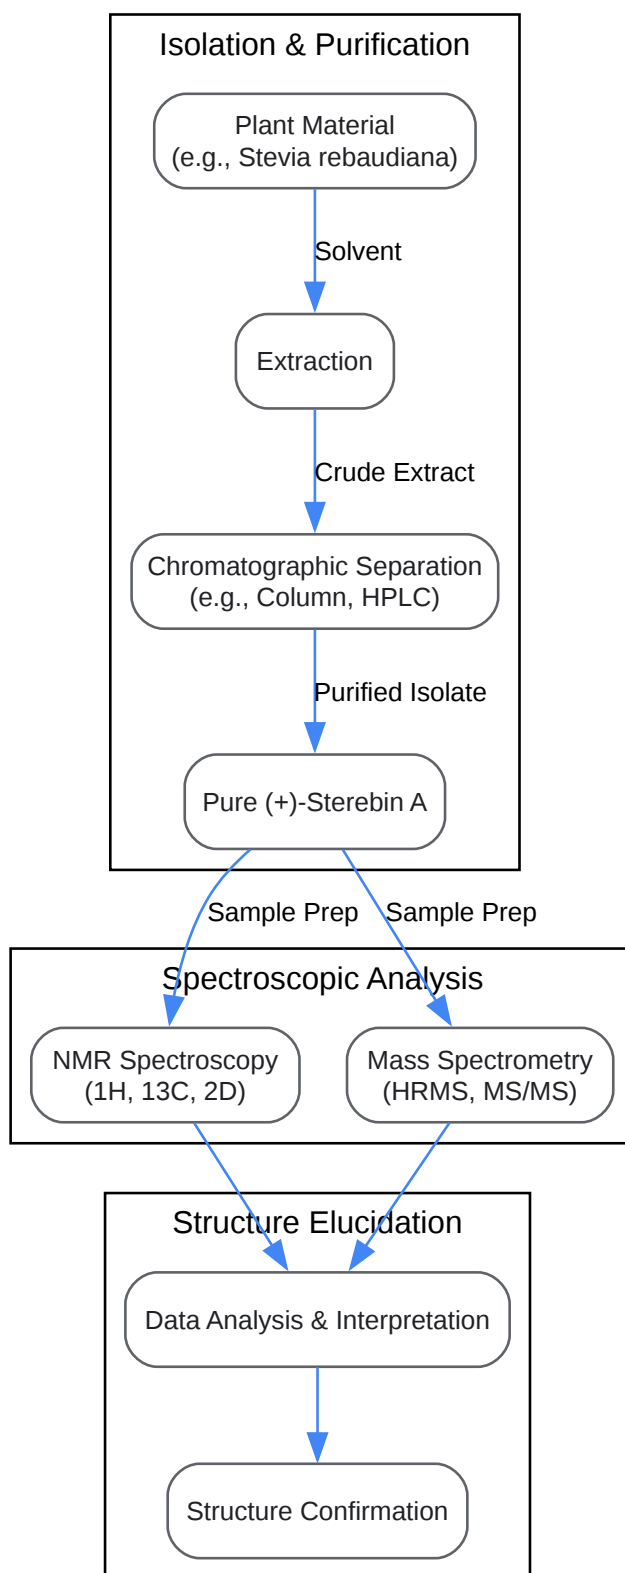 Isolation & Purification
Plant Material
(e.g., Stevia rebaudiana)
Solvent
Extraction
Crude Extract
Chromatographic Separation
(e.g., Column, HPLC)
Purified Isolate
Pure (+)-Sterebin A
Sample Prep
Sample Prep
Spectroscopic Analysis
NMR Spectroscopy
(1H, 13C, 2D)
Mass Spectrometry
(HRMS, MS/MS)
Structure Elucidation
Data Analysis & Interpretation
Structure Confirmation